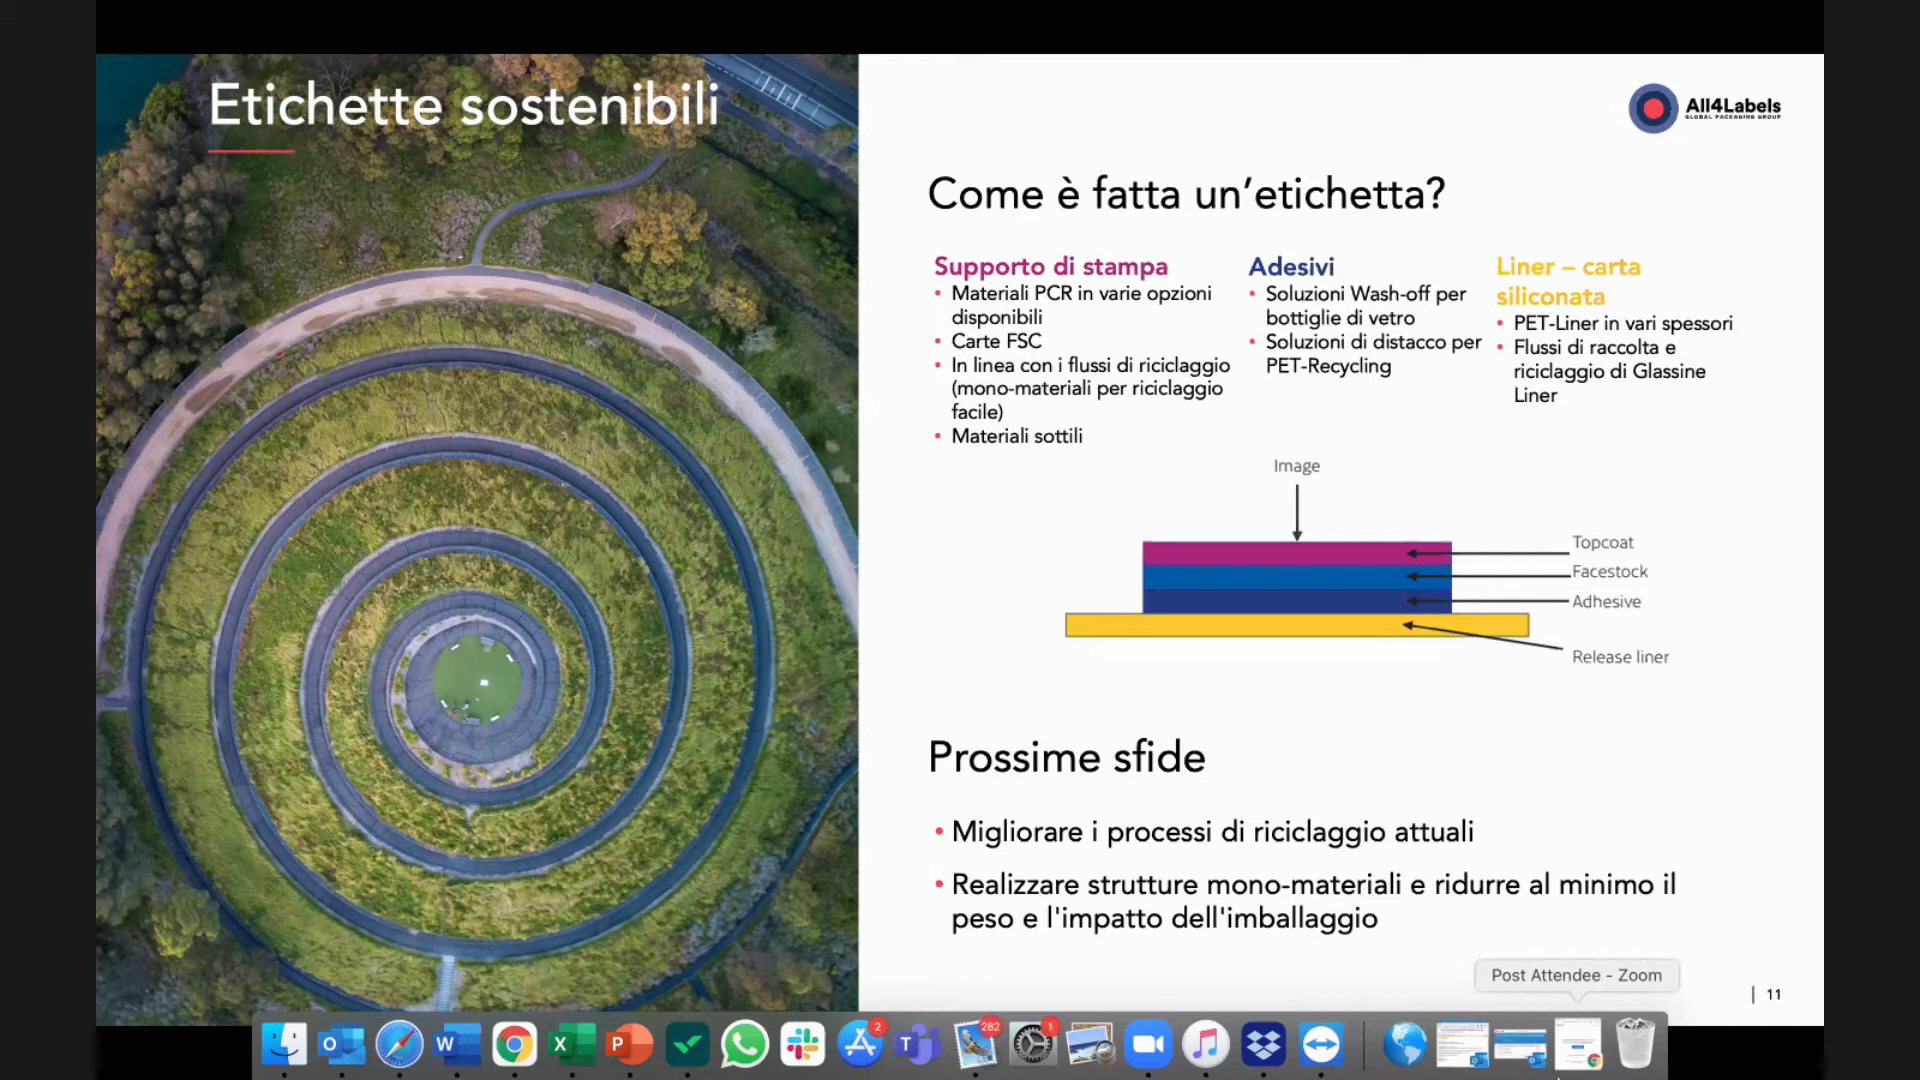 Etichette sostenibili
All4Labels
GLOBAL PACKAGING GROUP
Come è fatta un'etichetta?
Supporto di stampa
• Materiali PCR in varie opzioni
disponibili
• Carte FSC
• In linea con i flussi di riciclaggio
(mono-materiali per riciclaggio
facile)
• Materiali sottili
Adesivi
• Soluzioni Wash-off per
bottiglie di vetro
• Soluzioni di distacco per
PET-Recycling
Liner – carta
siliconata
• PET-Liner in vari spessori
• Flussi di raccolta e
riciclaggio di Glassine
Liner
Image
Topcoat
Facestock
Adhesive
Release liner
Prossime sfide
• Migliorare i processi di riciclaggio attuali
• Realizzare strutture mono-materiali e ridurre al minimo il
peso e l'impatto dell'imballaggio
Post Attendee - Zoom
11
O
W
X
P
2
T
282
1